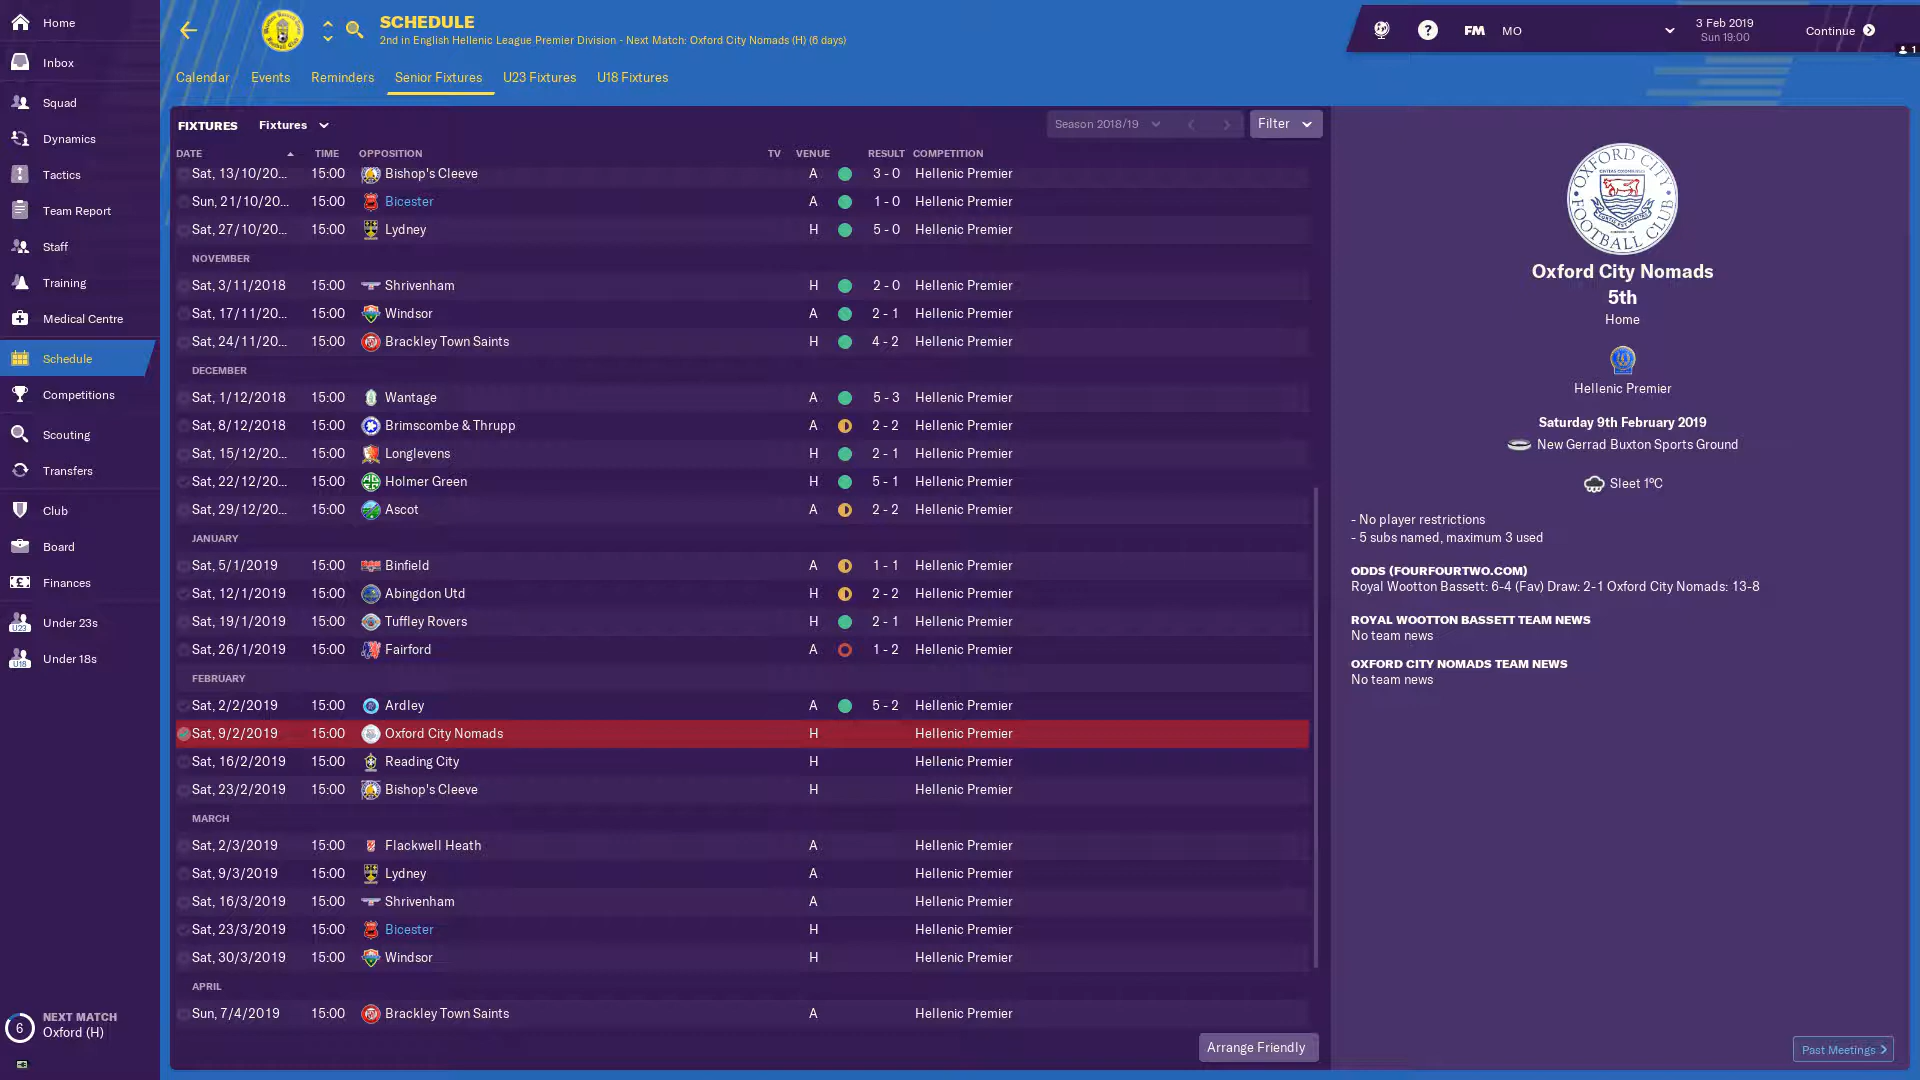 Home
Inbox
Squad
Dynamics
Tactics
Team Report
Staff
Training
Medical Centre
Schedule
Competitions
Scouting
Transfers
Club
Board
Finances
U23 Under 23s
U18 Under 18s
6 NEXT MATCH
Oxford (H)
SCHEDULE
2nd in English Hellenic League Premier Division - Next Match: Oxford City Nomads (H) (6 days)
? FM MO
3 Feb 2019
Sun 19:00
Continue
1
Calendar Events Reminders Senior Fixtures U23 Fixtures U18 Fixtures
FIXTURES Fixtures Season 2018/19 Filter
DATE TIME OPPOSITION TV VENUE RESULT COMPETITION
Sat, 13/10/20... 15:00 Bishop's Cleeve A 3 - 0 Hellenic Premier
Sun, 21/10/20... 15:00 Bicester A 1 - 0 Hellenic Premier
Sat, 27/10/20... 15:00 Lydney H 5 - 0 Hellenic Premier
NOVEMBER
Sat, 3/11/2018 15:00 Shrivenham H 2 - 0 Hellenic Premier
Sat, 17/11/20... 15:00 Windsor A 2 - 1 Hellenic Premier
Sat, 24/11/20... 15:00 Brackley Town Saints H 4 - 2 Hellenic Premier
DECEMBER
Sat, 1/12/2018 15:00 Wantage A 5 - 3 Hellenic Premier
Sat, 8/12/2018 15:00 Brimscombe & Thrupp A 2 - 2 Hellenic Premier
Sat, 15/12/20... 15:00 Longlevens H 2 - 1 Hellenic Premier
Sat, 22/12/20... 15:00 Holmer Green H 5 - 1 Hellenic Premier
Sat, 29/12/20... 15:00 Ascot A 2 - 2 Hellenic Premier
JANUARY
Sat, 5/1/2019 15:00 Binfield A 1 - 1 Hellenic Premier
Sat, 12/1/2019 15:00 Abingdon Utd H 2 - 2 Hellenic Premier
Sat, 19/1/2019 15:00 Tuffley Rovers H 2 - 1 Hellenic Premier
Sat, 26/1/2019 15:00 Fairford A 1 - 2 Hellenic Premier
FEBRUARY
Sat, 2/2/2019 15:00 Ardley A 5 - 2 Hellenic Premier
Sat, 9/2/2019 15:00 Oxford City Nomads H Hellenic Premier
Sat, 16/2/2019 15:00 Reading City H Hellenic Premier
Sat, 23/2/2019 15:00 Bishop's Cleeve H Hellenic Premier
MARCH
Sat, 2/3/2019 15:00 Flackwell Heath A Hellenic Premier
Sat, 9/3/2019 15:00 Lydney A Hellenic Premier
Sat, 16/3/2019 15:00 Shrivenham A Hellenic Premier
Sat, 23/3/2019 15:00 Bicester H Hellenic Premier
Sat, 30/3/2019 15:00 Windsor H Hellenic Premier
APRIL
Sun, 7/4/2019 15:00 Brackley Town Saints A Hellenic Premier
Arrange Friendly
OXFORD CITY
FOOTBALL CLUB
Oxford City Nomads
5th
Home
Hellenic Premier
Saturday 9th February 2019
New Gerrad Buxton Sports Ground
Sleet 1ºC
- No player restrictions
- 5 subs named, maximum 3 used
ODDS (FOURFOURTWO.COM)
Royal Wootton Bassett: 6-4 (Fav) Draw: 2-1 Oxford City Nomads: 13-8
ROYAL WOOTTON BASSETT TEAM NEWS
No team news
OXFORD CITY NOMADS TEAM NEWS
No team news
Past Meetings